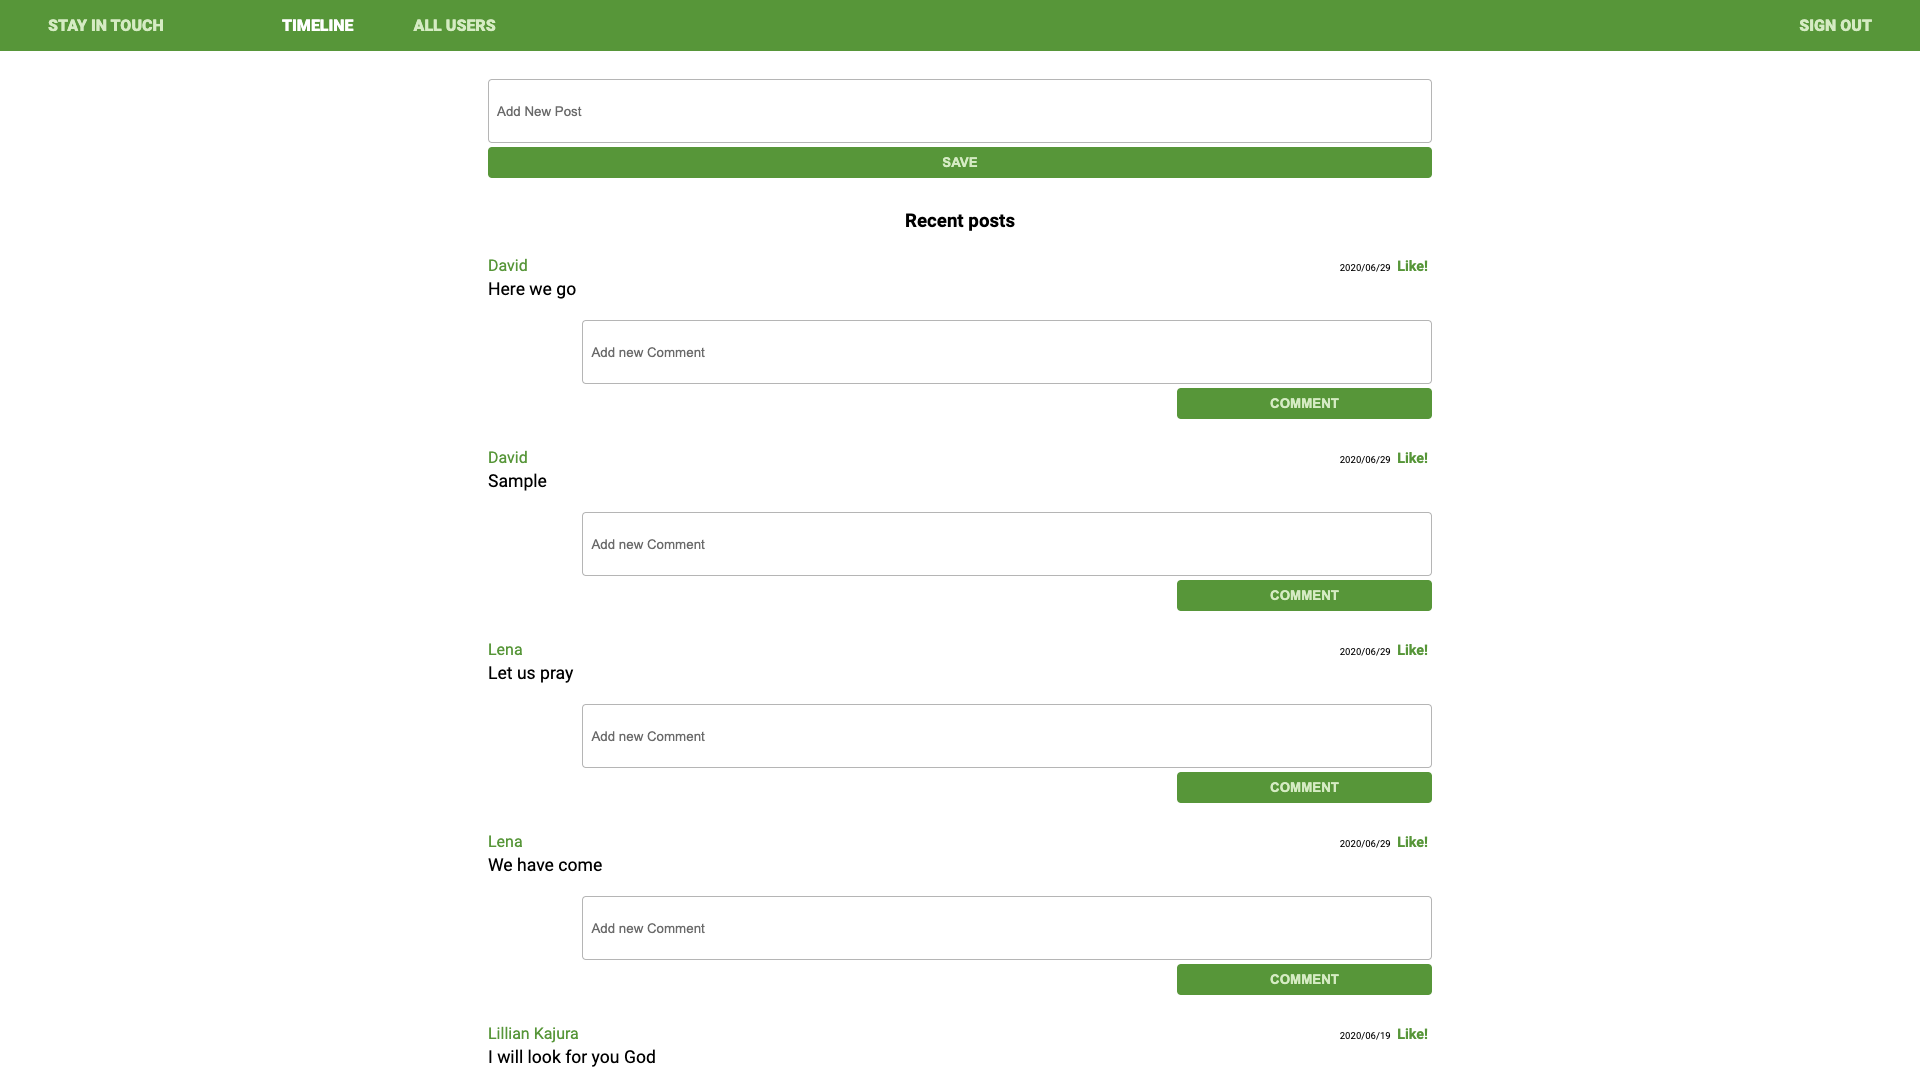 STAY IN TOUCH TIMELINE ALL USERS SIGN OUT
Add New Post
SAVE
Recent posts
David 2020/06/29 Like!
Here we go
Add new Comment
COMMENT
David 2020/06/29 Like!
Sample
Add new Comment
COMMENT
Lena 2020/06/29 Like!
Let us pray
Add new Comment
COMMENT
Lena 2020/06/29 Like!
We have come
Add new Comment
COMMENT
Lillian Kajura 2020/06/19 Like!
I will look for you God